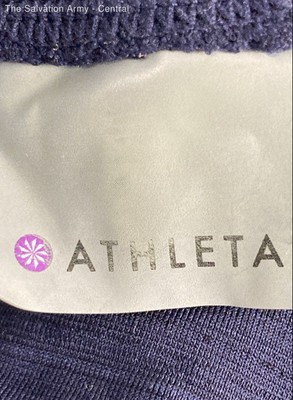 The Salvation Army - Central
ATHLETA